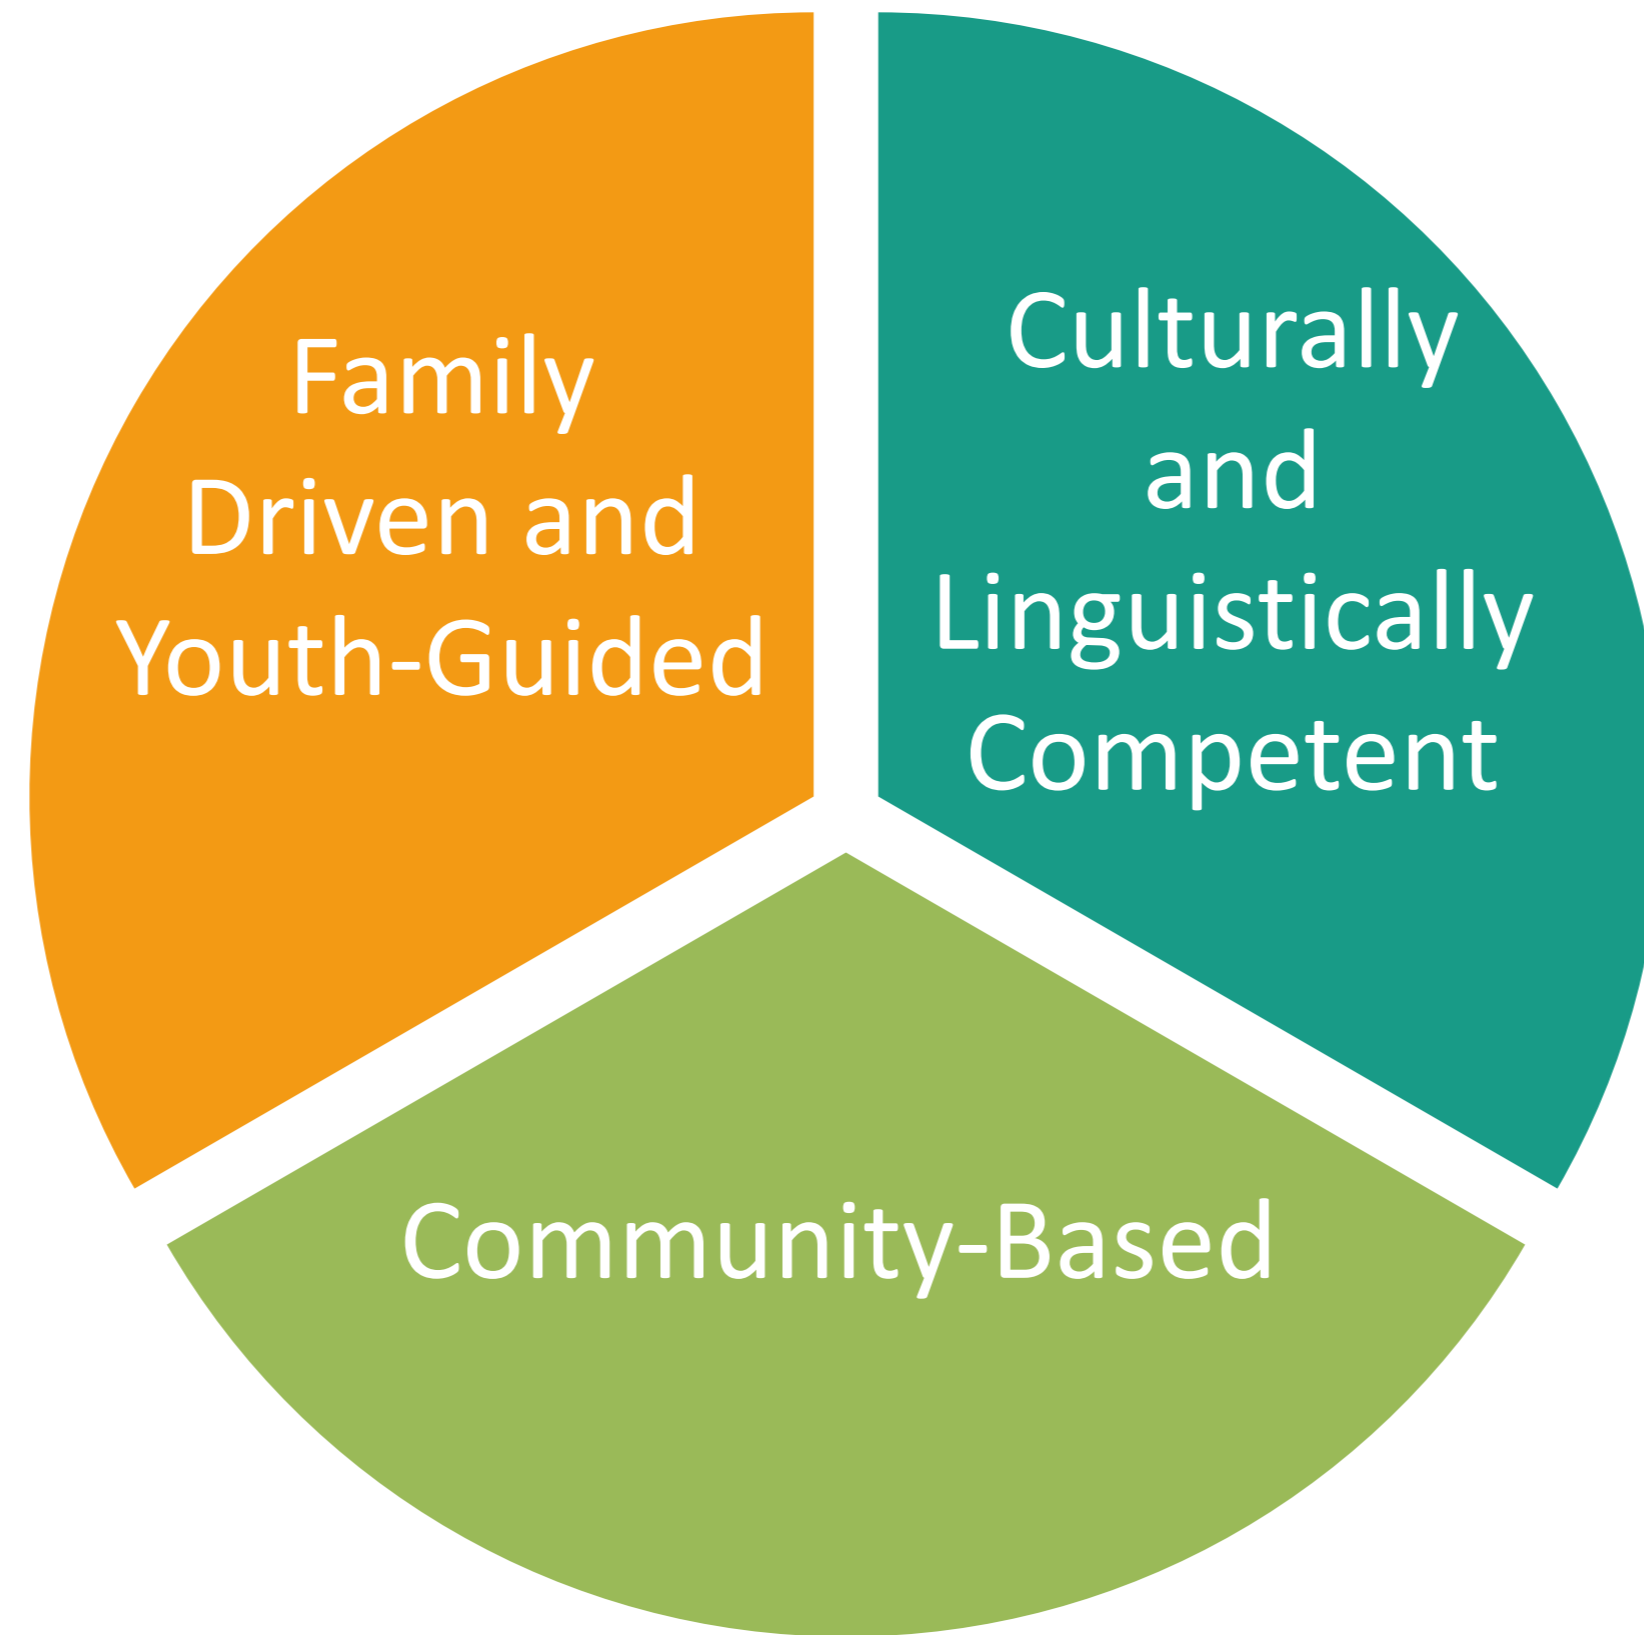 Family
Driven and
Youth-Guided
Culturally
and
Linguistically
Competent
Community-Based